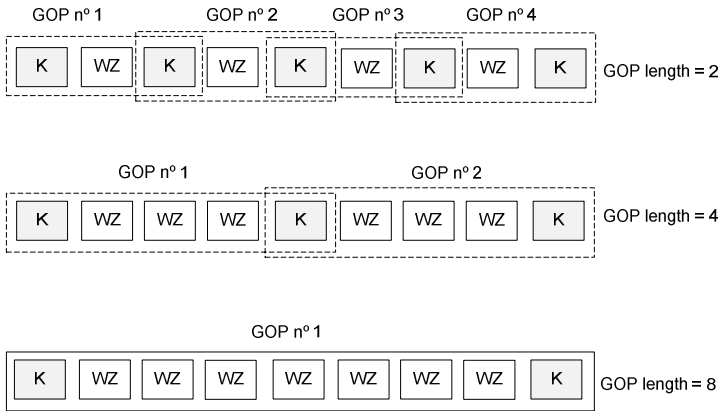 GOP nº 1 GOP nº 2 GOP nº 3 GOP nº 4
K WZ K WZ K WZ K WZ K GOP length = 2
GOP nº 1 GOP nº 2
K WZ WZ WZ K WZ WZ WZ K GOP length = 4
GOP nº 1
K WZ WZ WZ WZ WZ WZ WZ K GOP length = 8